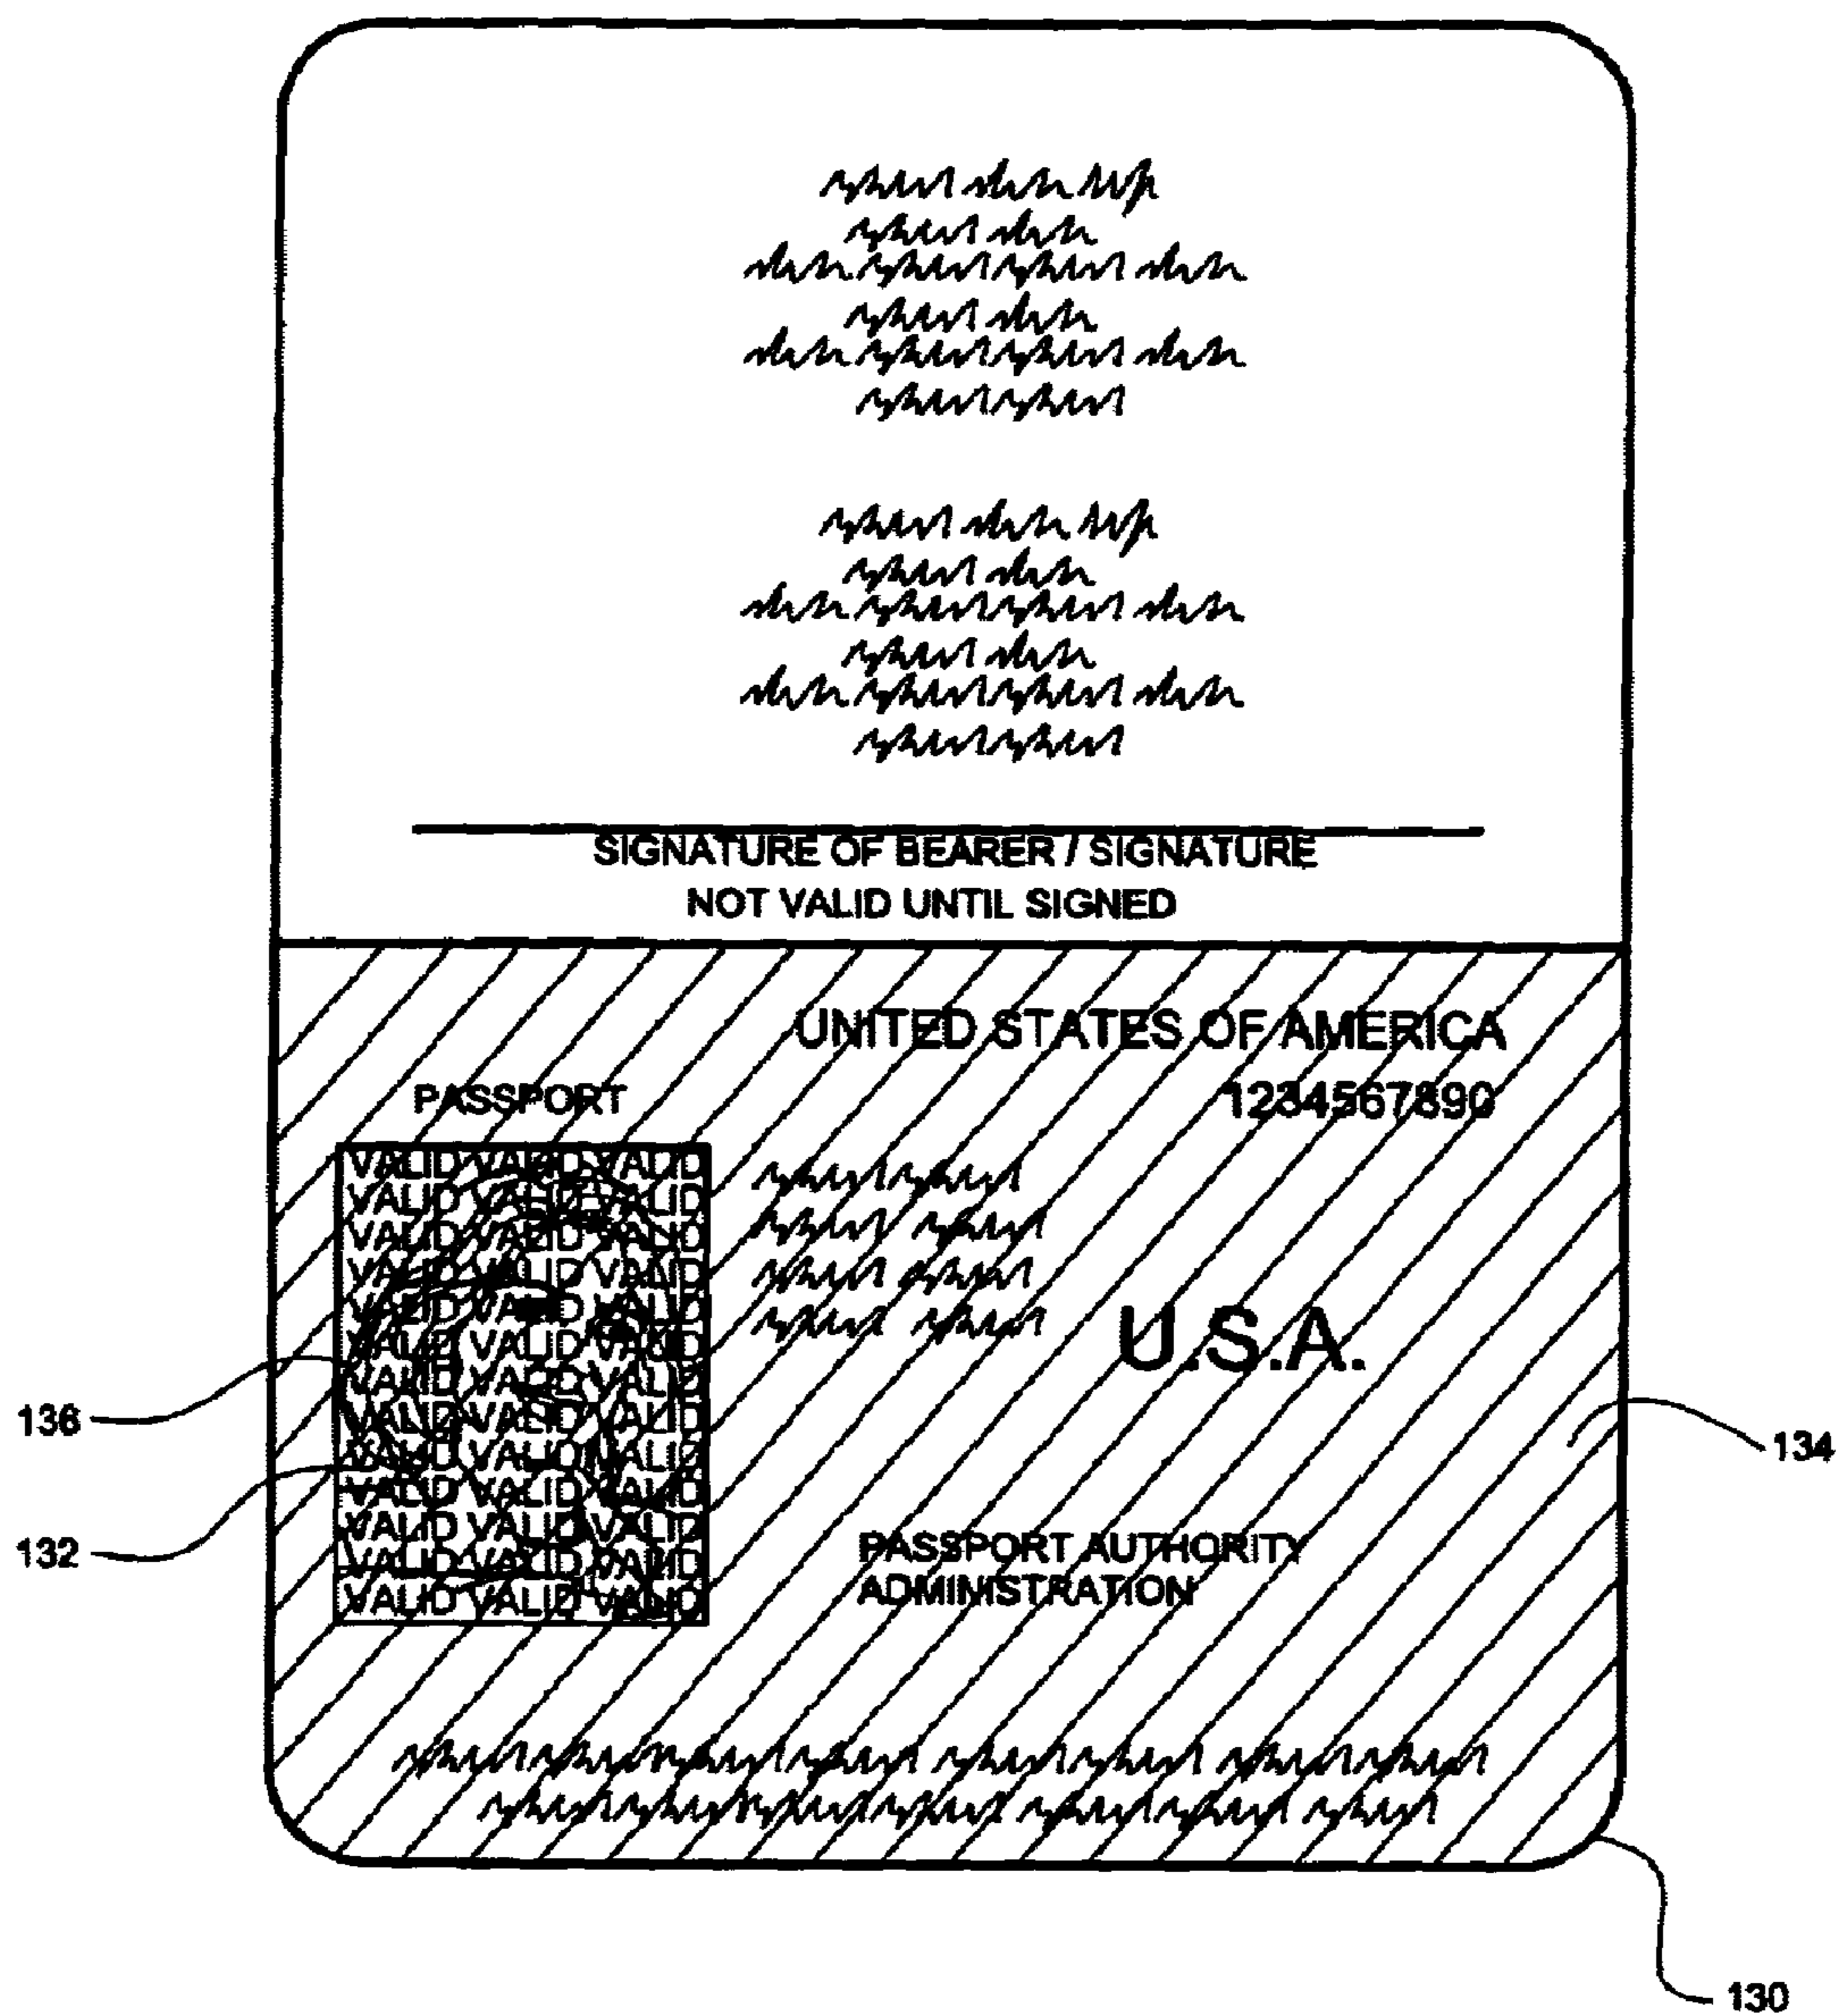 SIGNATURE OF BEARER / SIGNATURE
NOT VALID UNTIL SIGNED
UNITED STATES OF AMERICA
PASSPORT
1234567890
VALID VALID VALID
VALID VALID VALID
VALID VALID VALID
VALID VALID VALID
VALID VALID VALID
VALID VALID VALID
VALID VALID VALID
VALID VALID VALID
VALID VALID VALID
VALID VALID VALID
VALID VALID VALID
VALID VALID VALID
VALID VALID VALID
U.S.A.
136
134
132
PASSPORT AUTHORITY
ADMINISTRATION
130